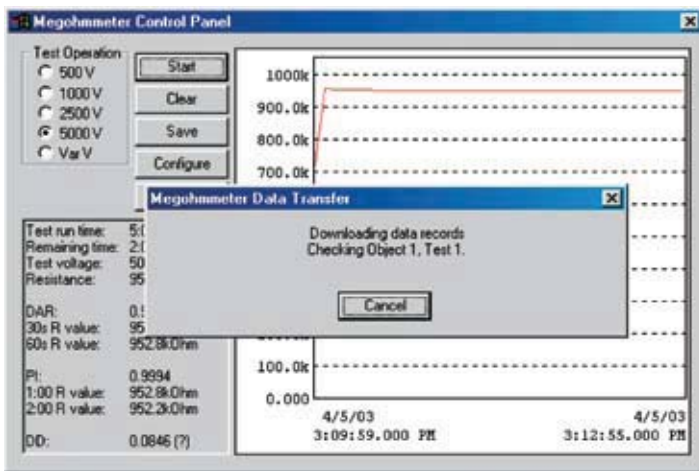 Megohmmeter Control Panel
Test Operation
500 V
1000 V
2500 V
5000 V
Var V
Start
Clear
Save
Configure
1000k
900.0k
800.0k
700.0k
Megohmmeter Data Transfer
Downloading data records
Checking Object 1, Test 1.
Cancel
Test run time:
Remaining time:
Test voltage:
Resistance:
DAR:
30s R value:
60s R value: 952.8kOhm
PI: 0.9994
1:00 R value: 952.8kOhm
2:00 R value: 952.2kOhm
DD: 0.0846 (?)
100.0k
0.000
4/5/03 4/5/03
3:09:59.000 PM 3:12:55.000 PM